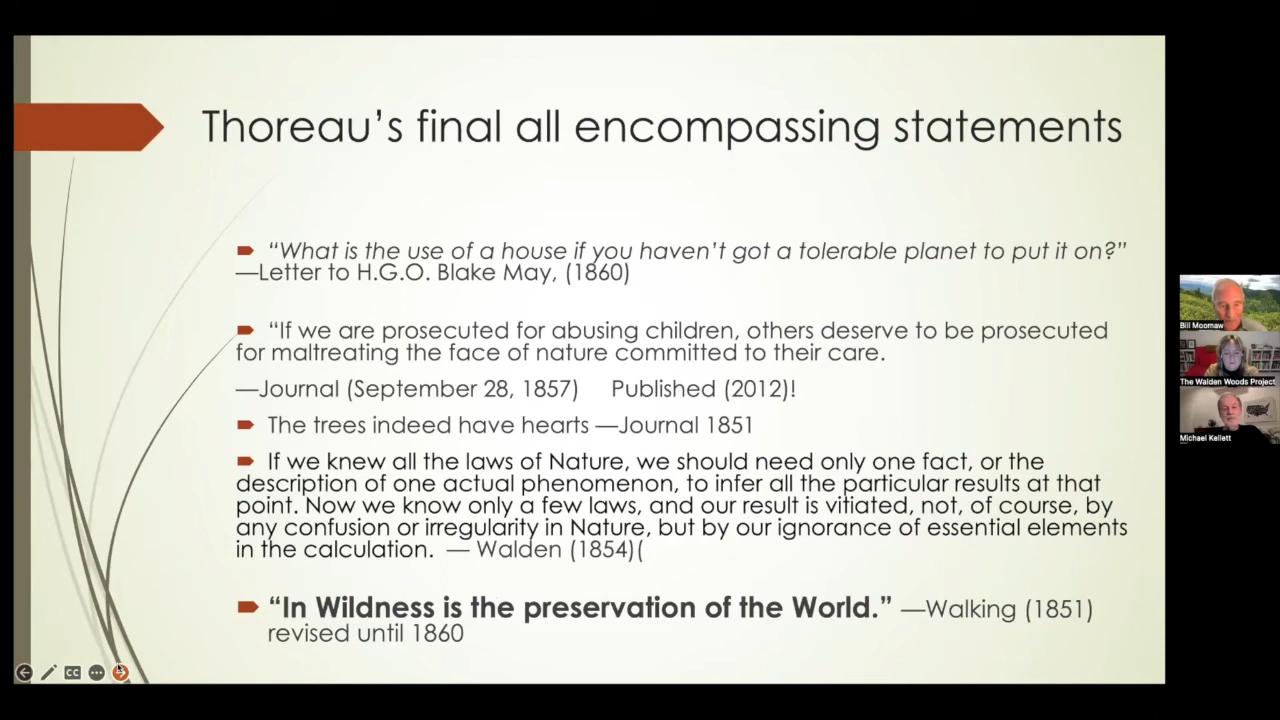 Thoreau's final all encompassing statements
"What is the use of a house if you haven't got a tolerable planet to put it on?"
—Letter to H.G.O. Blake May, (1860)
"If we are prosecuted for abusing children, others deserve to be prosecuted
for maltreating the face of nature committed to their care.
—Journal (September 28, 1857) Published (2012)!
The trees indeed have hearts —Journal 1851
If we knew all the laws of Nature, we should need only one fact, or the
description of one actual phenomenon, to infer all the particular results at that
point. Now we know only a few laws, and our result is vitiated, not, of course, by
any confusion or irregularity in Nature, but by our ignorance of essential elements
in the calculation. — Walden (1854)(
"In Wildness is the preservation of the World." —Walking (1851)
revised until 1860
CC
Bill Moomaw
The Walden Woods Project
Michael Kellett